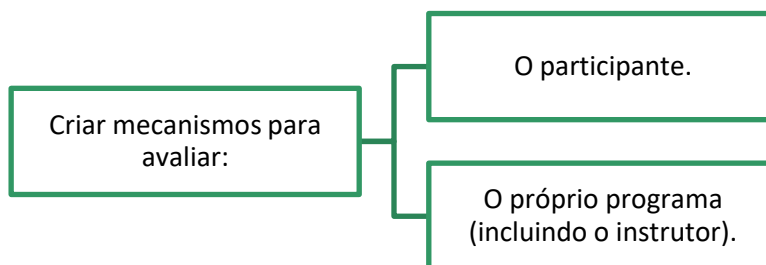 Criar mecanismos para
avaliar:
O participante.
O próprio programa
(incluindo o instrutor).